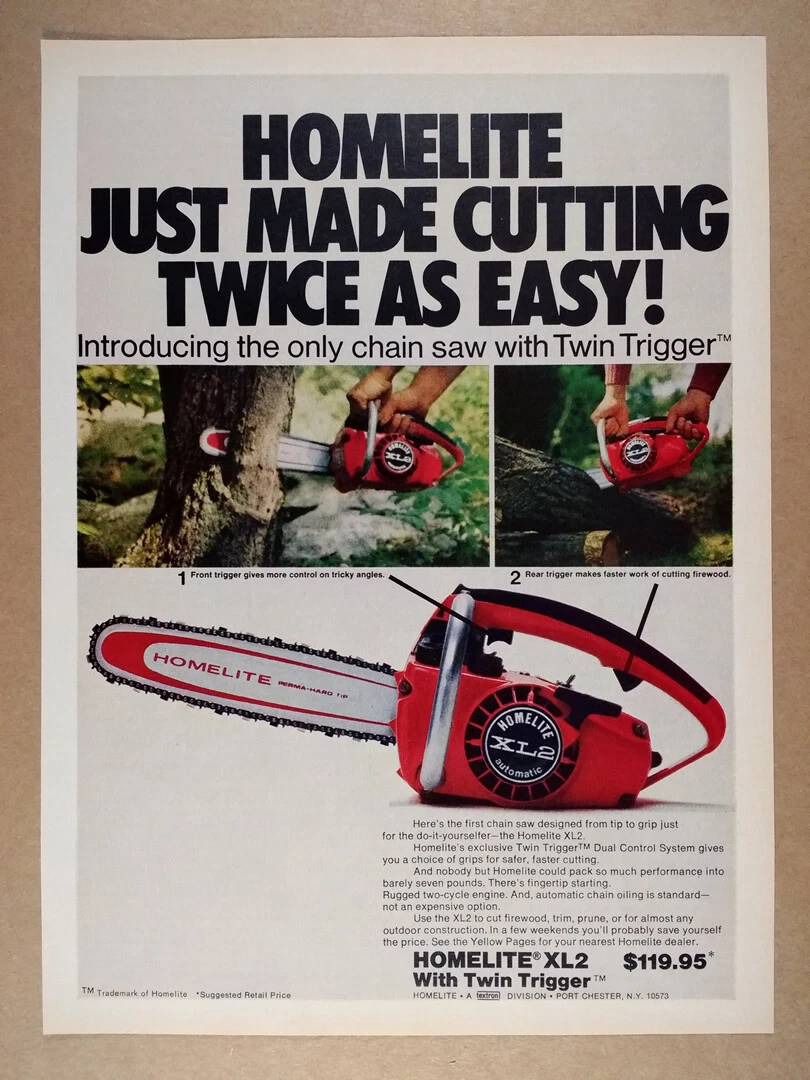 HOMELITE
JUST MADE CUTTING
TWICE AS EASY!
Introducing the only chain saw with Twin Trigger™
HOMELITE
XL2
automatic
HOMELITE
XL2
automatic
1 Front trigger gives more control on tricky angles.
2 Rear trigger makes faster work of cutting firewood.
HOMELITE PERMA-HARD TIP
HOMELITE
XL2
automatic
Here's the first chain saw designed from tip to grip just
for the do-it-yourselfer—the Homelite XL2.
Homelite's exclusive Twin Trigger™ Dual Control System gives
you a choice of grips for safer, faster cutting.
And nobody but Homelite could pack so much performance into
barely seven pounds. There's fingertip starting.
Rugged two-cycle engine. And, automatic chain oiling is standard—
not an expensive option.
Use the XL2 to cut firewood, trim, prune, or for almost any
outdoor construction. In a few weekends you'll probably save yourself
the price. See the Yellow Pages for your nearest Homelite dealer.
HOMELITE® XL2 $119.95*
With Twin Trigger™
HOMELITE • A textron DIVISION • PORT CHESTER, N.Y. 10573
™ Trademark of Homelite *Suggested Retail Price